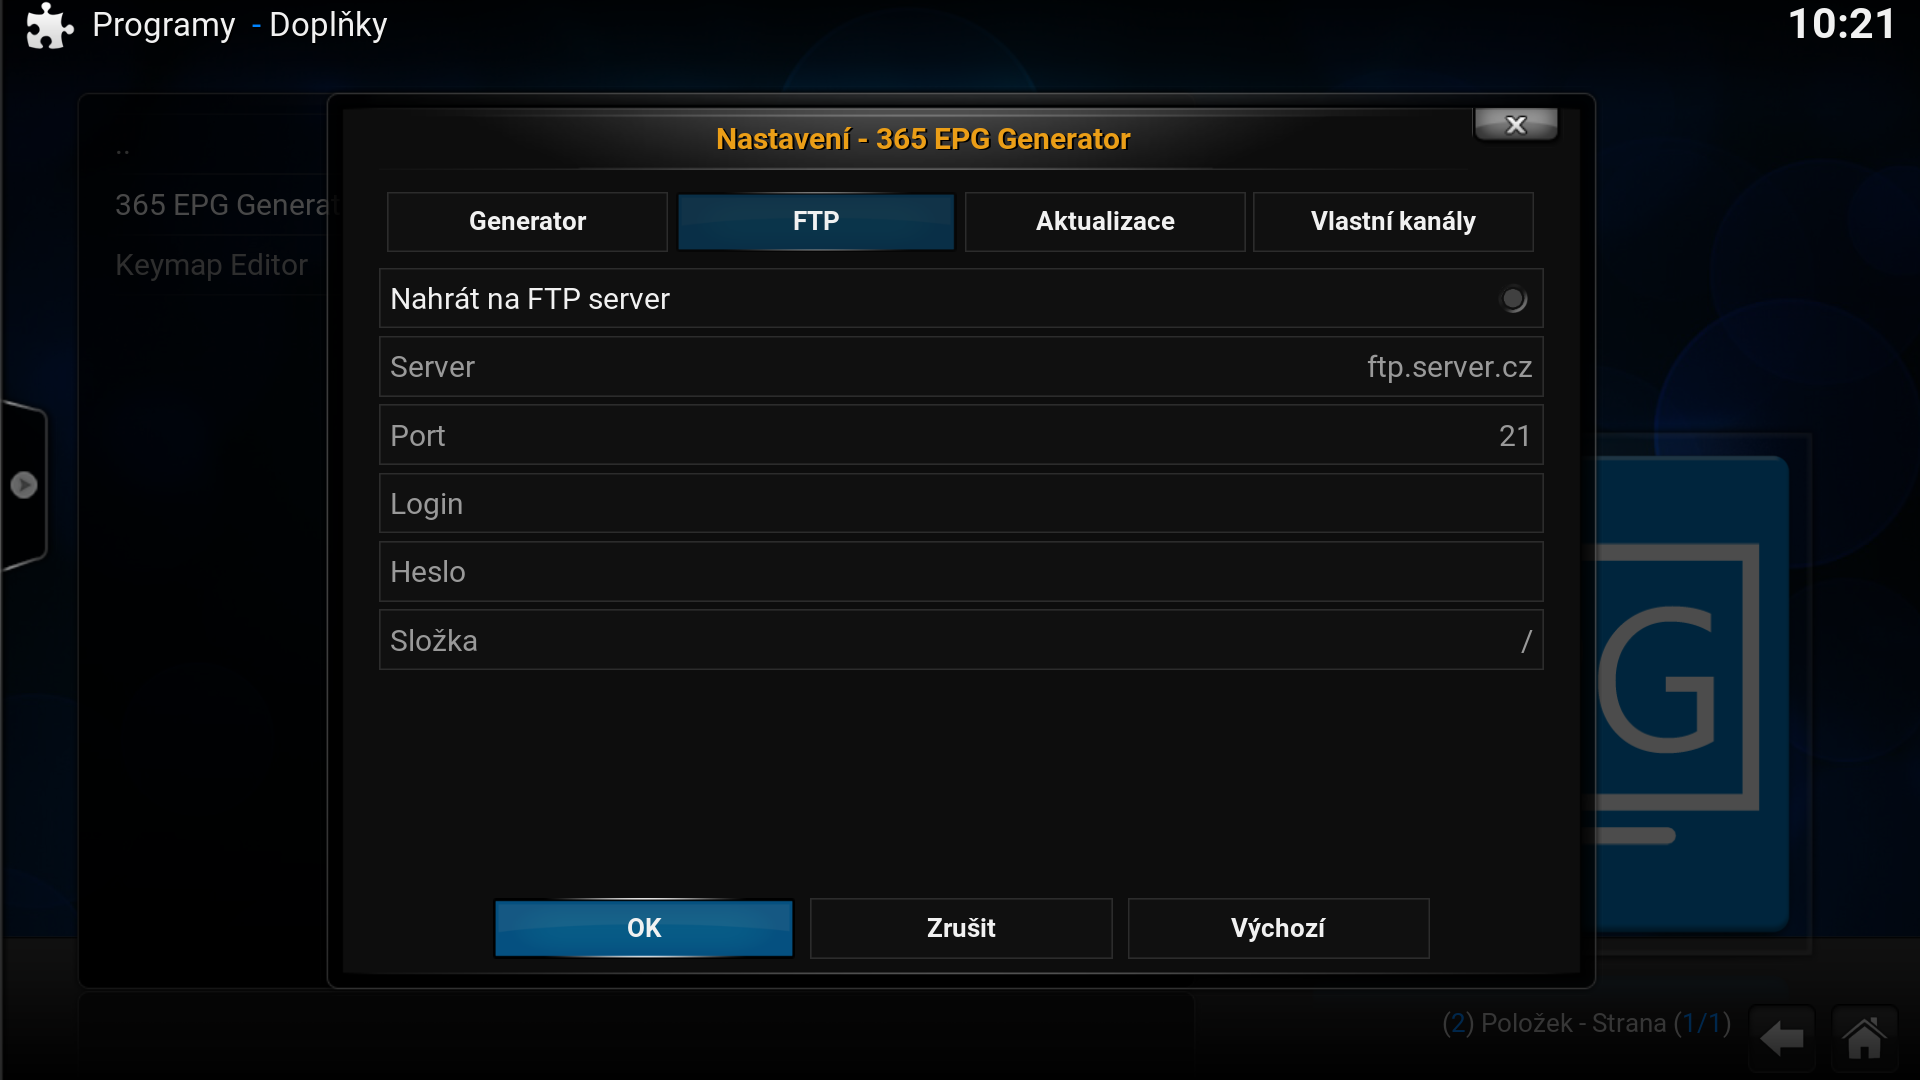 Programy - Doplňky
10:21
..
365 EPG Generat
Keymap Editor
Nastavení - 365 EPG Generator
x
Generator
FTP
Aktualizace
Vlastní kanály
Nahrát na FTP server
Server
ftp.server.cz
Port
21
Login
Heslo
Složka
/
OK
Zrušit
Výchozí
G
(2) Položek - Strana (1/1)